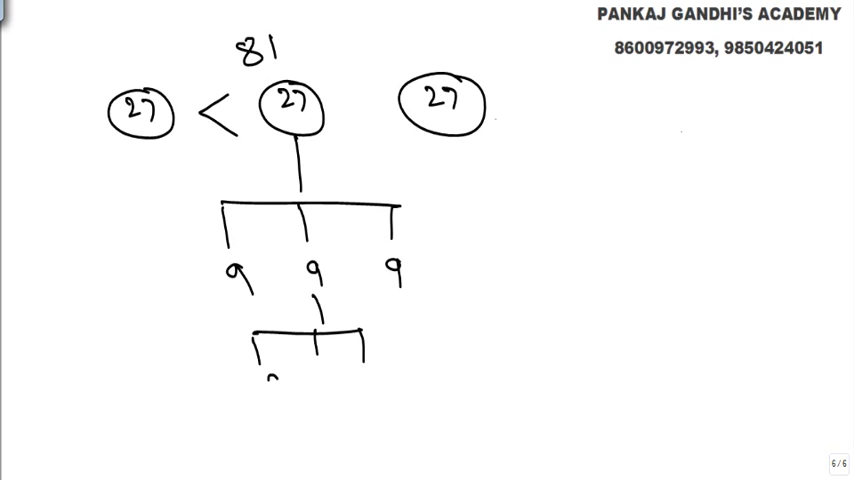 PANKAJ GANDHI'S ACADEMY
8600972993, 9850424051
81
27 < 27 27
9 9 9
6/6